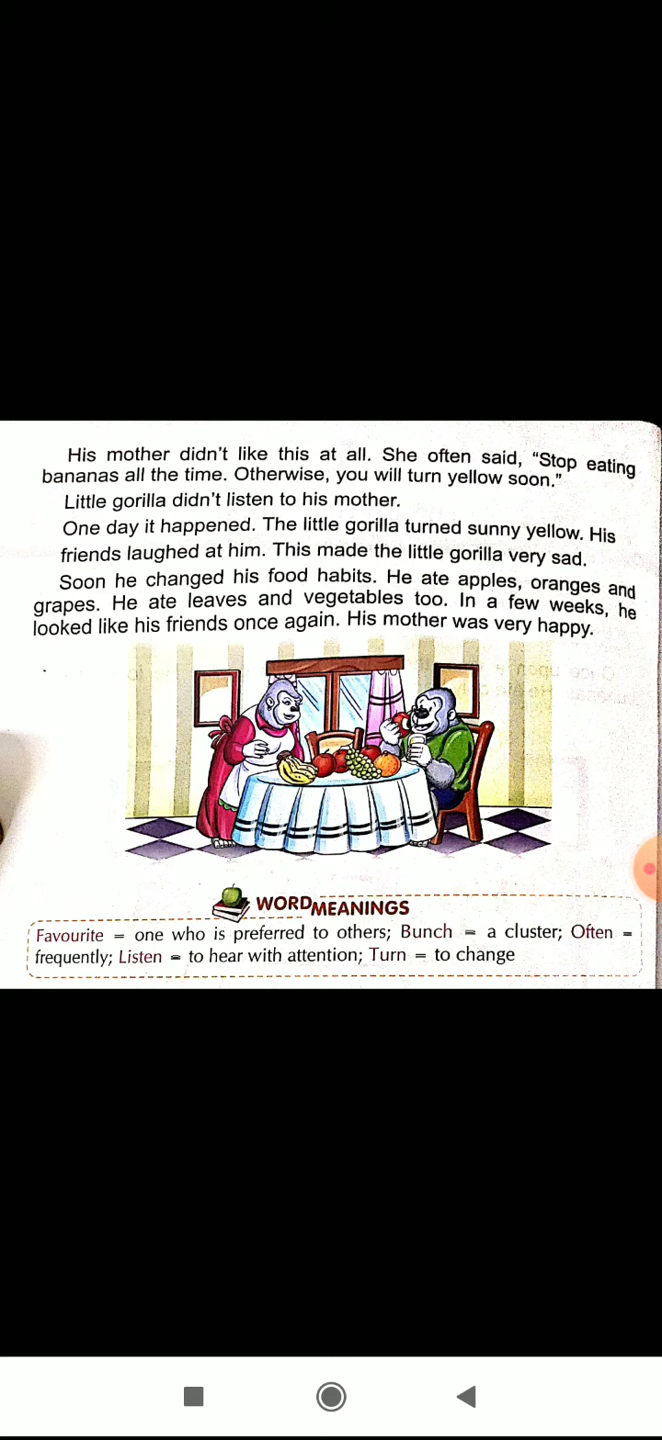 His mother didn't like this at all. She often said, “Stop eating
bananas all the time. Otherwise, you will turn yellow soon.”
Little gorilla didn't listen to his mother.
One day it happened. The little gorilla turned sunny yellow. His
friends laughed at him. This made the little gorilla very sad.
Soon he changed his food habits. He ate apples, oranges and
grapes. He ate leaves and vegetables too. In a few weeks, he
looked like his friends once again. His mother was very happy.
WORD MEANINGS
Favourite = one who is preferred to others; Bunch = a cluster; Often =
frequently; Listen = to hear with attention; Turn = to change